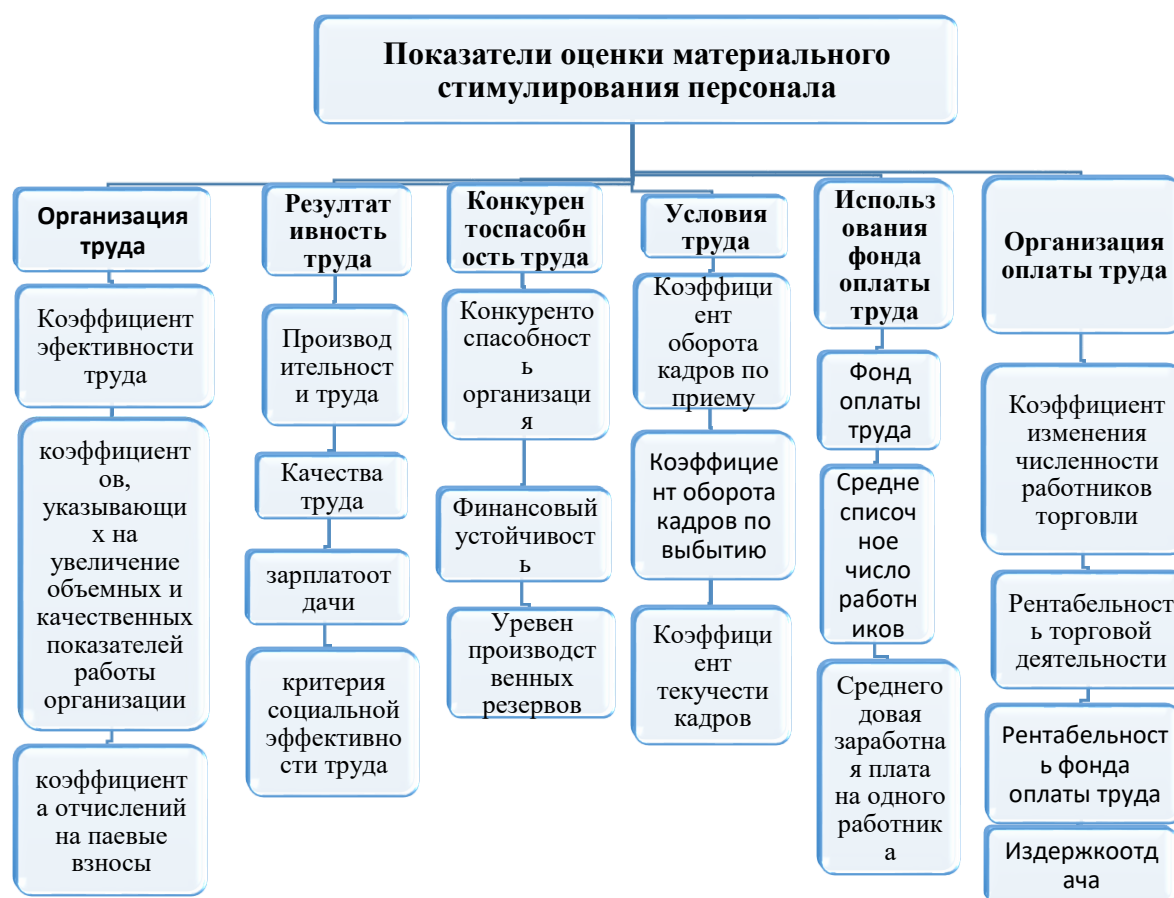 Показатели оценки материального
стимулирования персонала
Организация
труда
Коэффициент
эфективности
труда
коэффициент
ов,
указывающи
х на
увеличение
объемных и
качественных
показателей
работы
организации
коэффициент
а отчислений
на паевые
взносы
Результат
ивность
труда
Производ
ительност
и труда
Качества
труда
зарплатоот
дачи
критерия
социальной
эффективно
сти труда
Конкурен
тоспасобн
ость труда
Конкуренто
спасобност
ь
организаци
я
Финансовый
устойчивост
ь
Уревен
производст
венных
резервов
Условия
труда
Коэффици
ент
оборота
кадров по
приему
Коэффицие
нт оборота
кадров по
выбытию
Коэффици
ент
текучести
кадров
Использ
ования
фонда
оплаты
труда
Фонд
оплаты
труда
Средне
списоч
ное
число
работн
иков
Среднего
довая
заработна
я плата
на одного
работник
а
Организация
оплаты труда
Коэффициент
изменения
численности
работников
торговли
Рентабельност
ь торговой
деятельности
Рентабельност
ь фонда
оплаты труда
Издержкоотд
ача